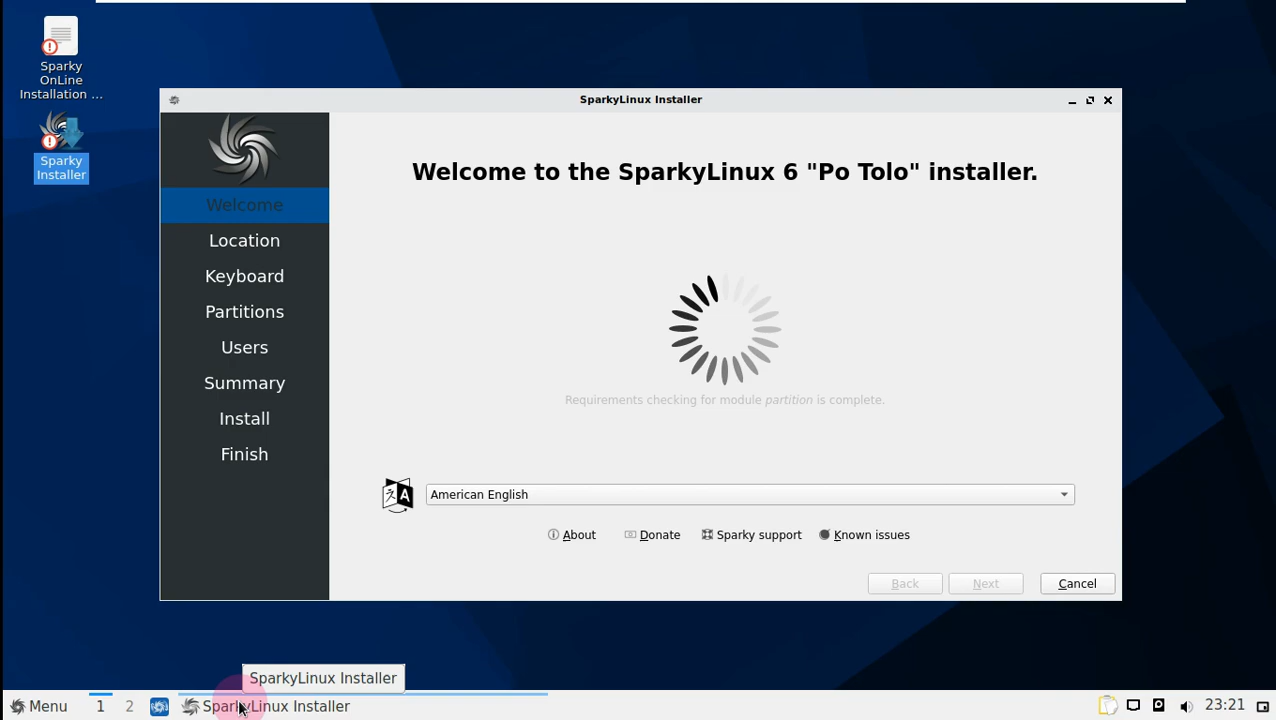 Sparky
OnLine
Installation ...
Sparky
Installer
SparkyLinux Installer
Welcome to the SparkyLinux 6 "Po Tolo" installer.
Welcome
Location
Keyboard
Partitions
Users
Summary
Install
Finish
Requirements checking for module partition is complete.
American English
About
Donate
Sparky support
Known issues
Back
Next
Cancel
SparkyLinux Installer
Menu
1
2
SparkyLinux Installer
23:21